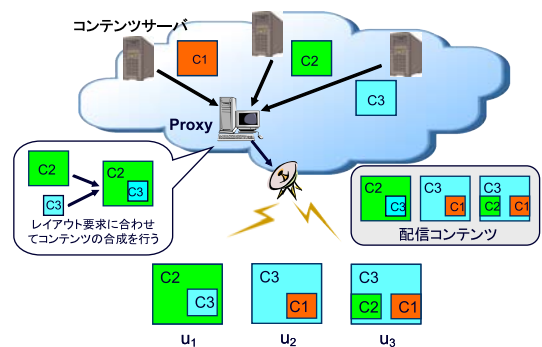 コンテンツサーバ
C1
C2
C3
Proxy
C2
C3
C2
C3
レイアウト要求に合わせ
てコンテンツの合成を行う
C2
C3
C3
C1
C3
C2
C1
配信コンテンツ
C2
C3
C3
C1
C3
C2
C1
u1
u2
u3